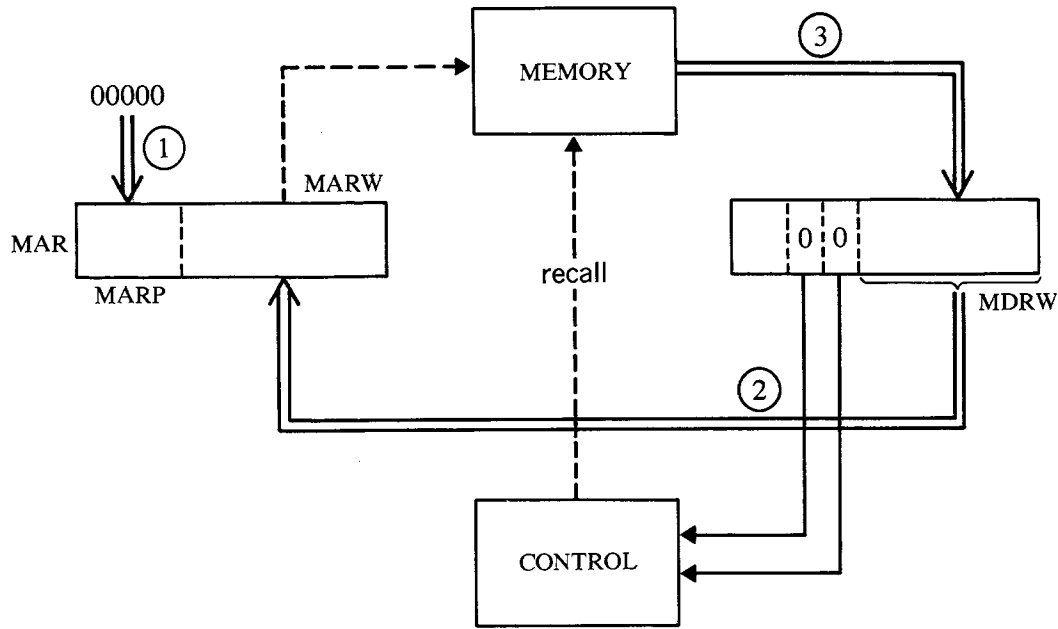 3
MEMORY
00000
1
MARW
MAR
0 0
recall
MARP
MDRW
2
CONTROL